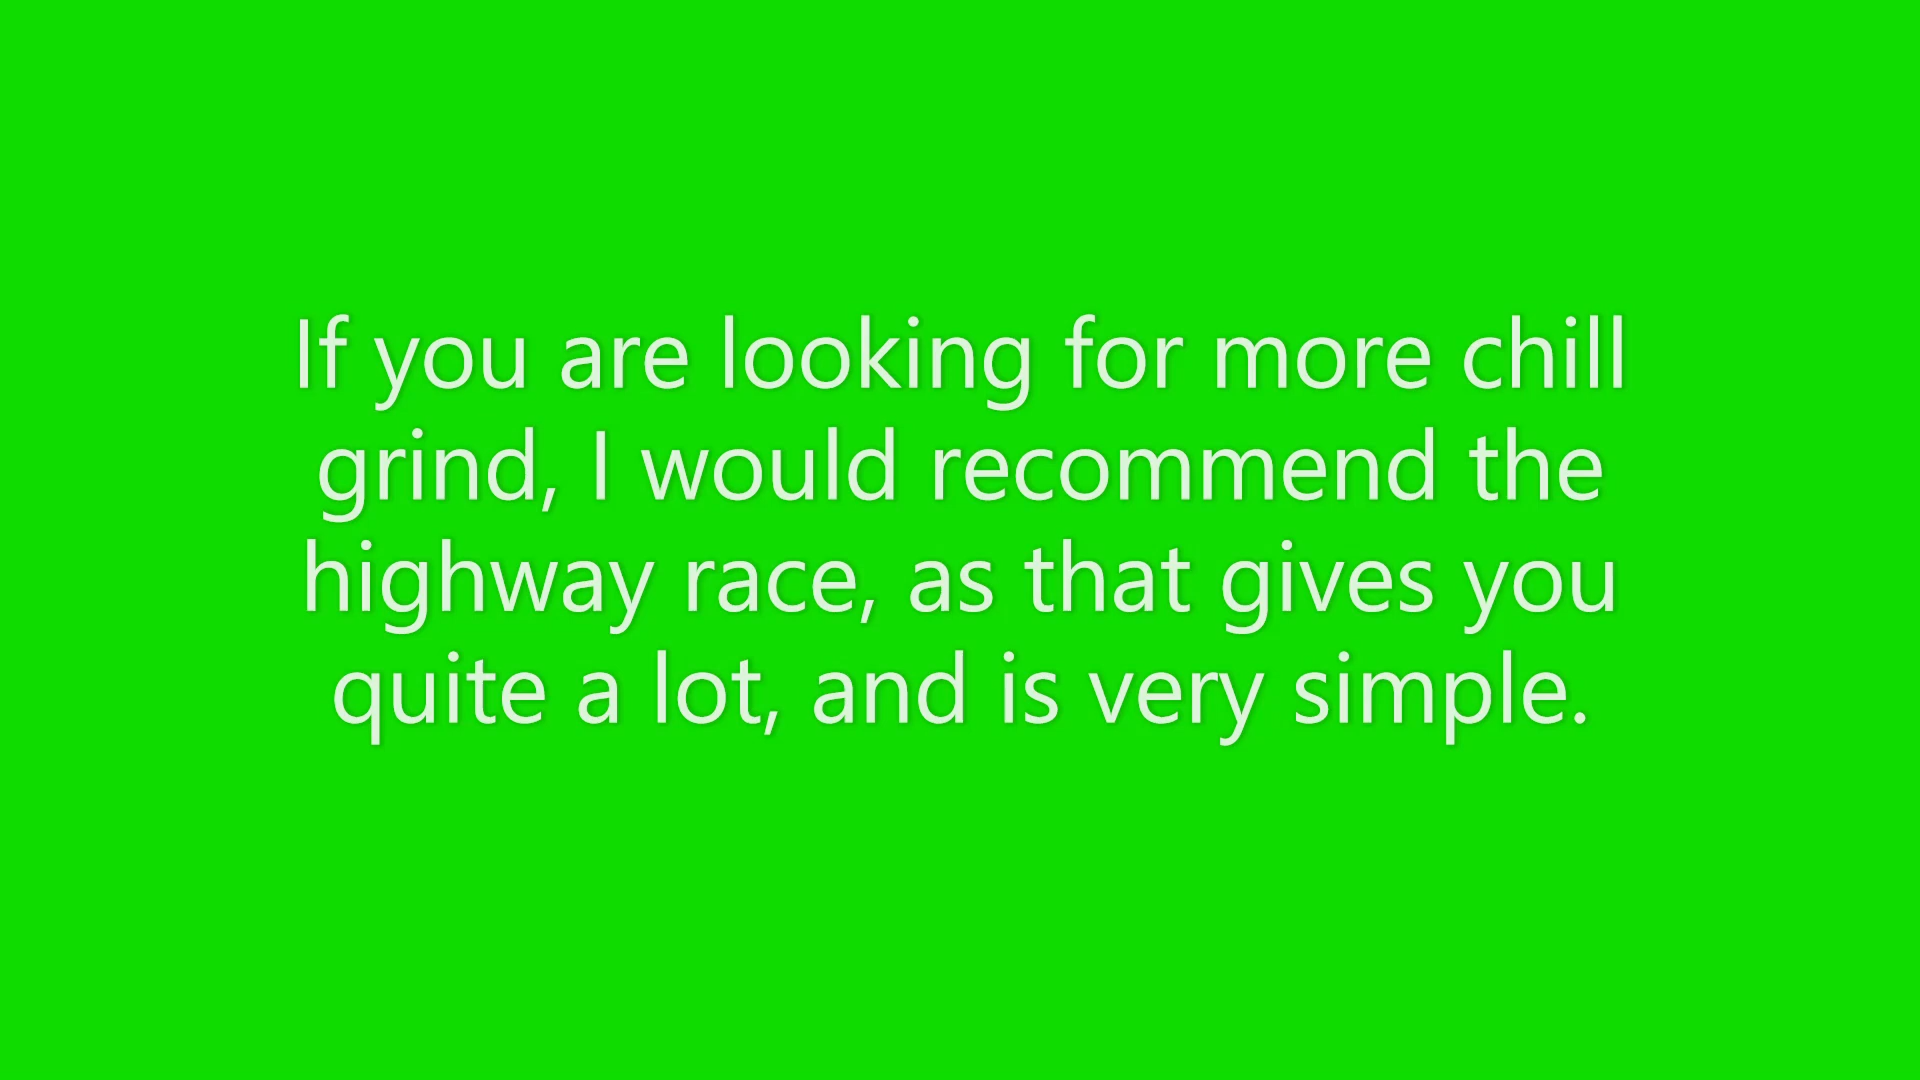 If you are looking for more chill
grind, I would recommend the
highway race, as that gives you
quite a lot, and is very simple.